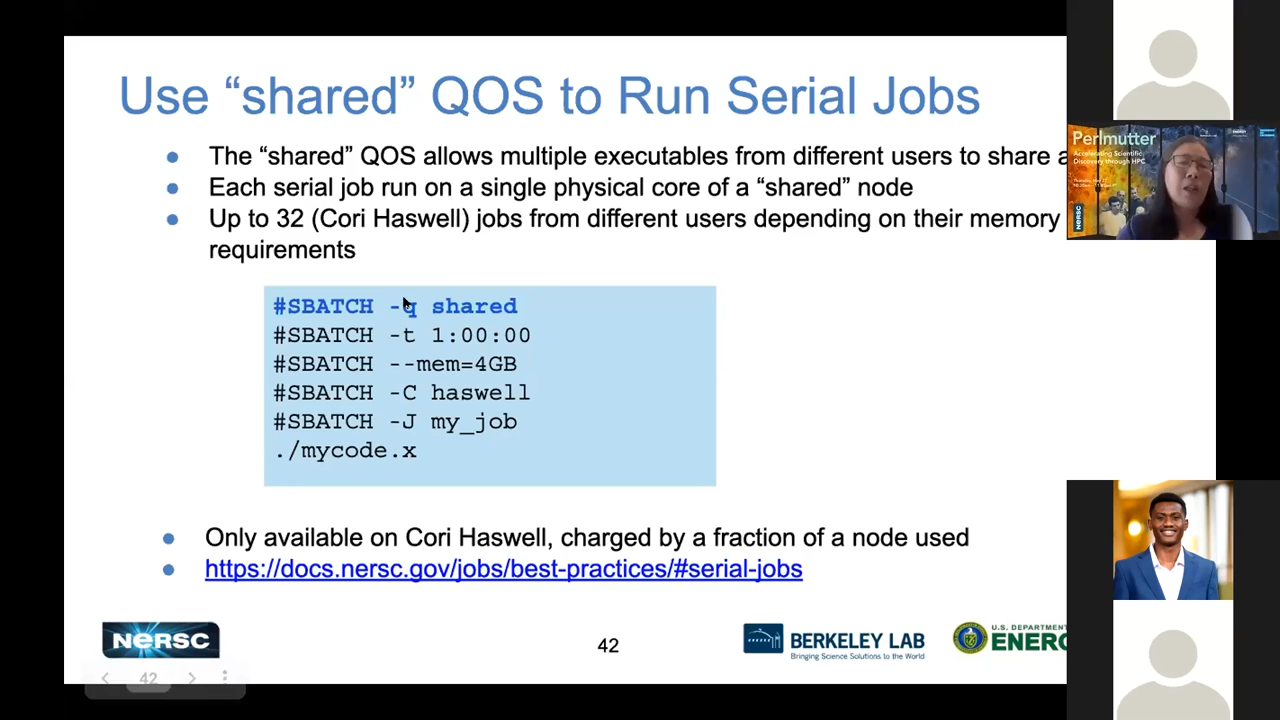 Use “shared” QOS to Run Serial Jobs
The “shared” QOS allows multiple executables from different users to share a
Each serial job run on a single physical core of a “shared” node
Up to 32 (Cori Haswell) jobs from different users depending on their memory
requirements
#SBATCH -q shared
#SBATCH -t 1:00:00
#SBATCH --mem=4GB
#SBATCH -C haswell
#SBATCH -J my_job
./mycode.x
Only available on Cori Haswell, charged by a fraction of a node used
https://docs.nersc.gov/jobs/best-practices/#serial-jobs
NERSC
42
BERKELEY LAB
Bringing Science Solutions to the World
U.S. DEPARTMENT
ENERG
42
Perlmutter
Accelerating Scientific
Discovery through HPC
NERSC